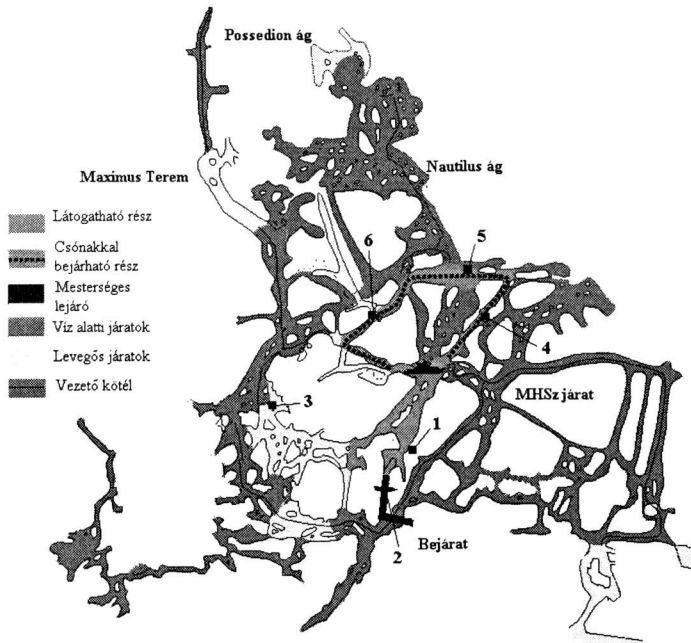 Possedion ág
Maximus Terem
Nautilus ág
Látogatható rész
Csónakkal
bejárható rész
Mesterséges
lejáró
Víz alatti járatok
Levegős járatok
Vezető kötél
6
5
4
3
MHSz járat
1
2
Bejárat